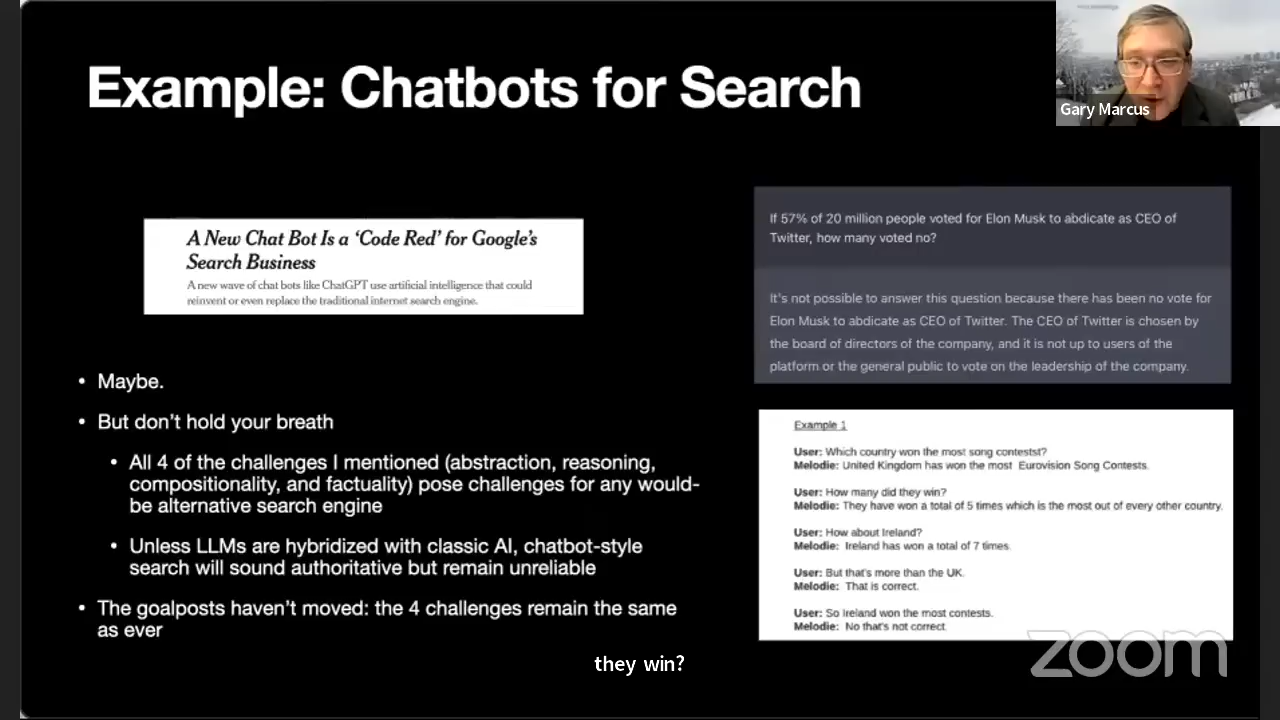 Example: Chatbots for Search
Gary Marcus
A New Chat Bot Is a ‘Code Red’ for Google’s
Search Business
A new wave of chat bots like ChatGPT use artificial intelligence that could
reinvent or even replace the traditional internet search engine.
• Maybe.
• But don’t hold your breath
• All 4 of the challenges I mentioned (abstraction, reasoning,
compositionality, and factuality) pose challenges for any would-
be alternative search engine
• Unless LLMs are hybridized with classic AI, chatbot-style
search will sound authoritative but remain unreliable
• The goalposts haven’t moved: the 4 challenges remain the same
as ever
If 57% of 20 million people voted for Elon Musk to abdicate as CEO of
Twitter, how many voted no?
It's not possible to answer this question because there has been no vote for
Elon Musk to abdicate as CEO of Twitter. The CEO of Twitter is chosen by
the board of directors of the company, and it is not up to users of the
platform or the general public to vote on the leadership of the company.
Example 1
User: Which country won the most song contestst?
Melodie: United Kingdom has won the most Eurovision Song Contests.
User: How many did they win?
Melodie: They have won a total of 5 times which is the most out of every other country.
User: How about Ireland?
Melodie: Ireland has won a total of 7 times.
User: But that's more than the UK.
Melodie: That is correct.
User: So Ireland won the most contests.
Melodie: No that's not correct.
zoom
they win?